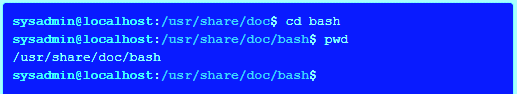 sysadmin@localhost:/usr/share/doc$ cd bash
sysadmin@localhost:/usr/share/doc/bash$ pwd
/usr/share/doc/bash
sysadmin@localhost:/usr/share/doc/bash$